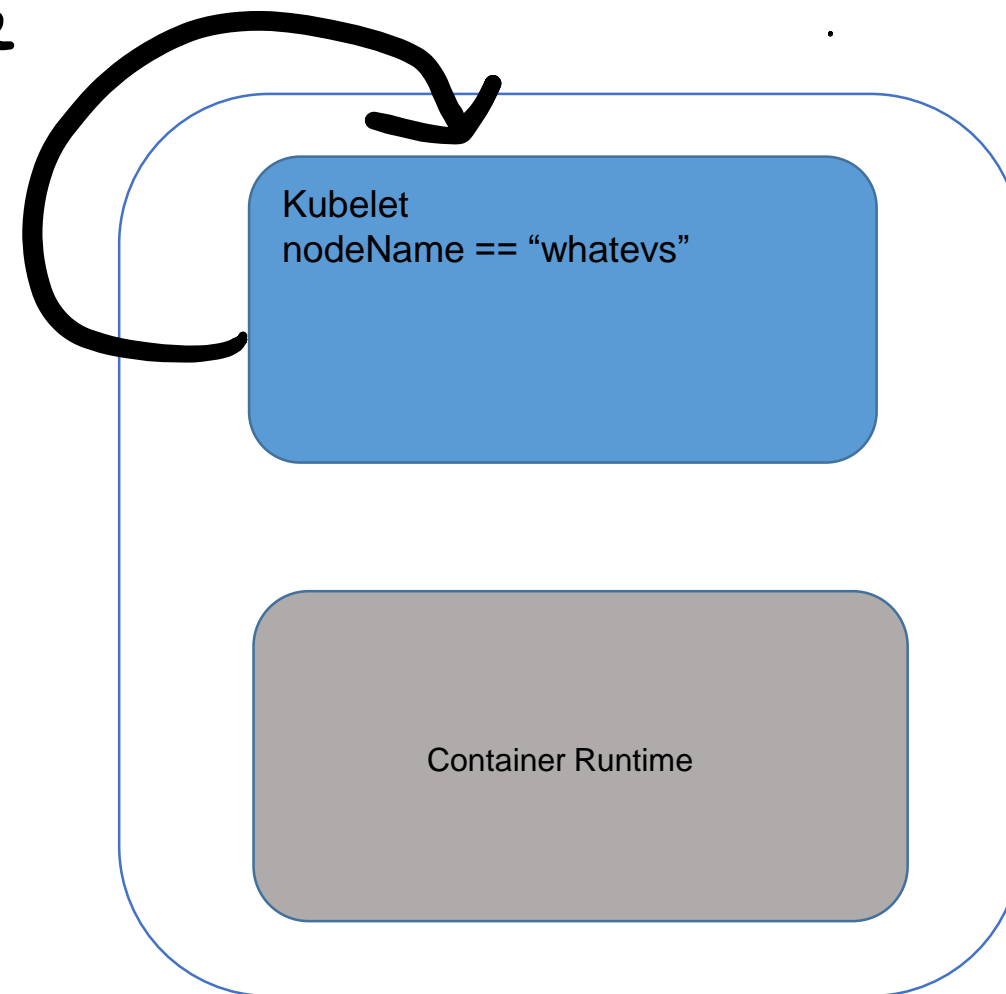 Kubelet
nodeName == “whatevs”
Container Runtime